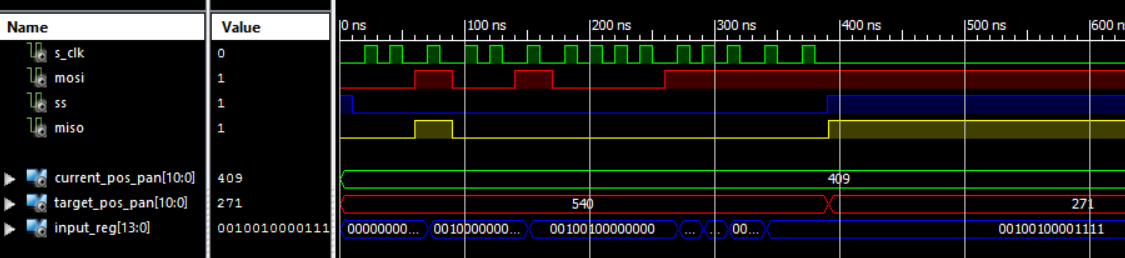 Name Value 0 ns 100 ns 200 ns 300 ns 400 ns 500 ns 600 n
s_clk 0
mosi 1
ss 1
miso 1
current_pos_pan[10:0] 409 409
target_pos_pan[10:0] 271 540 271
input_reg[13:0] 0010010000111 00000000... 0010000000... 00100100000000 ... ... 00... 00100100001111